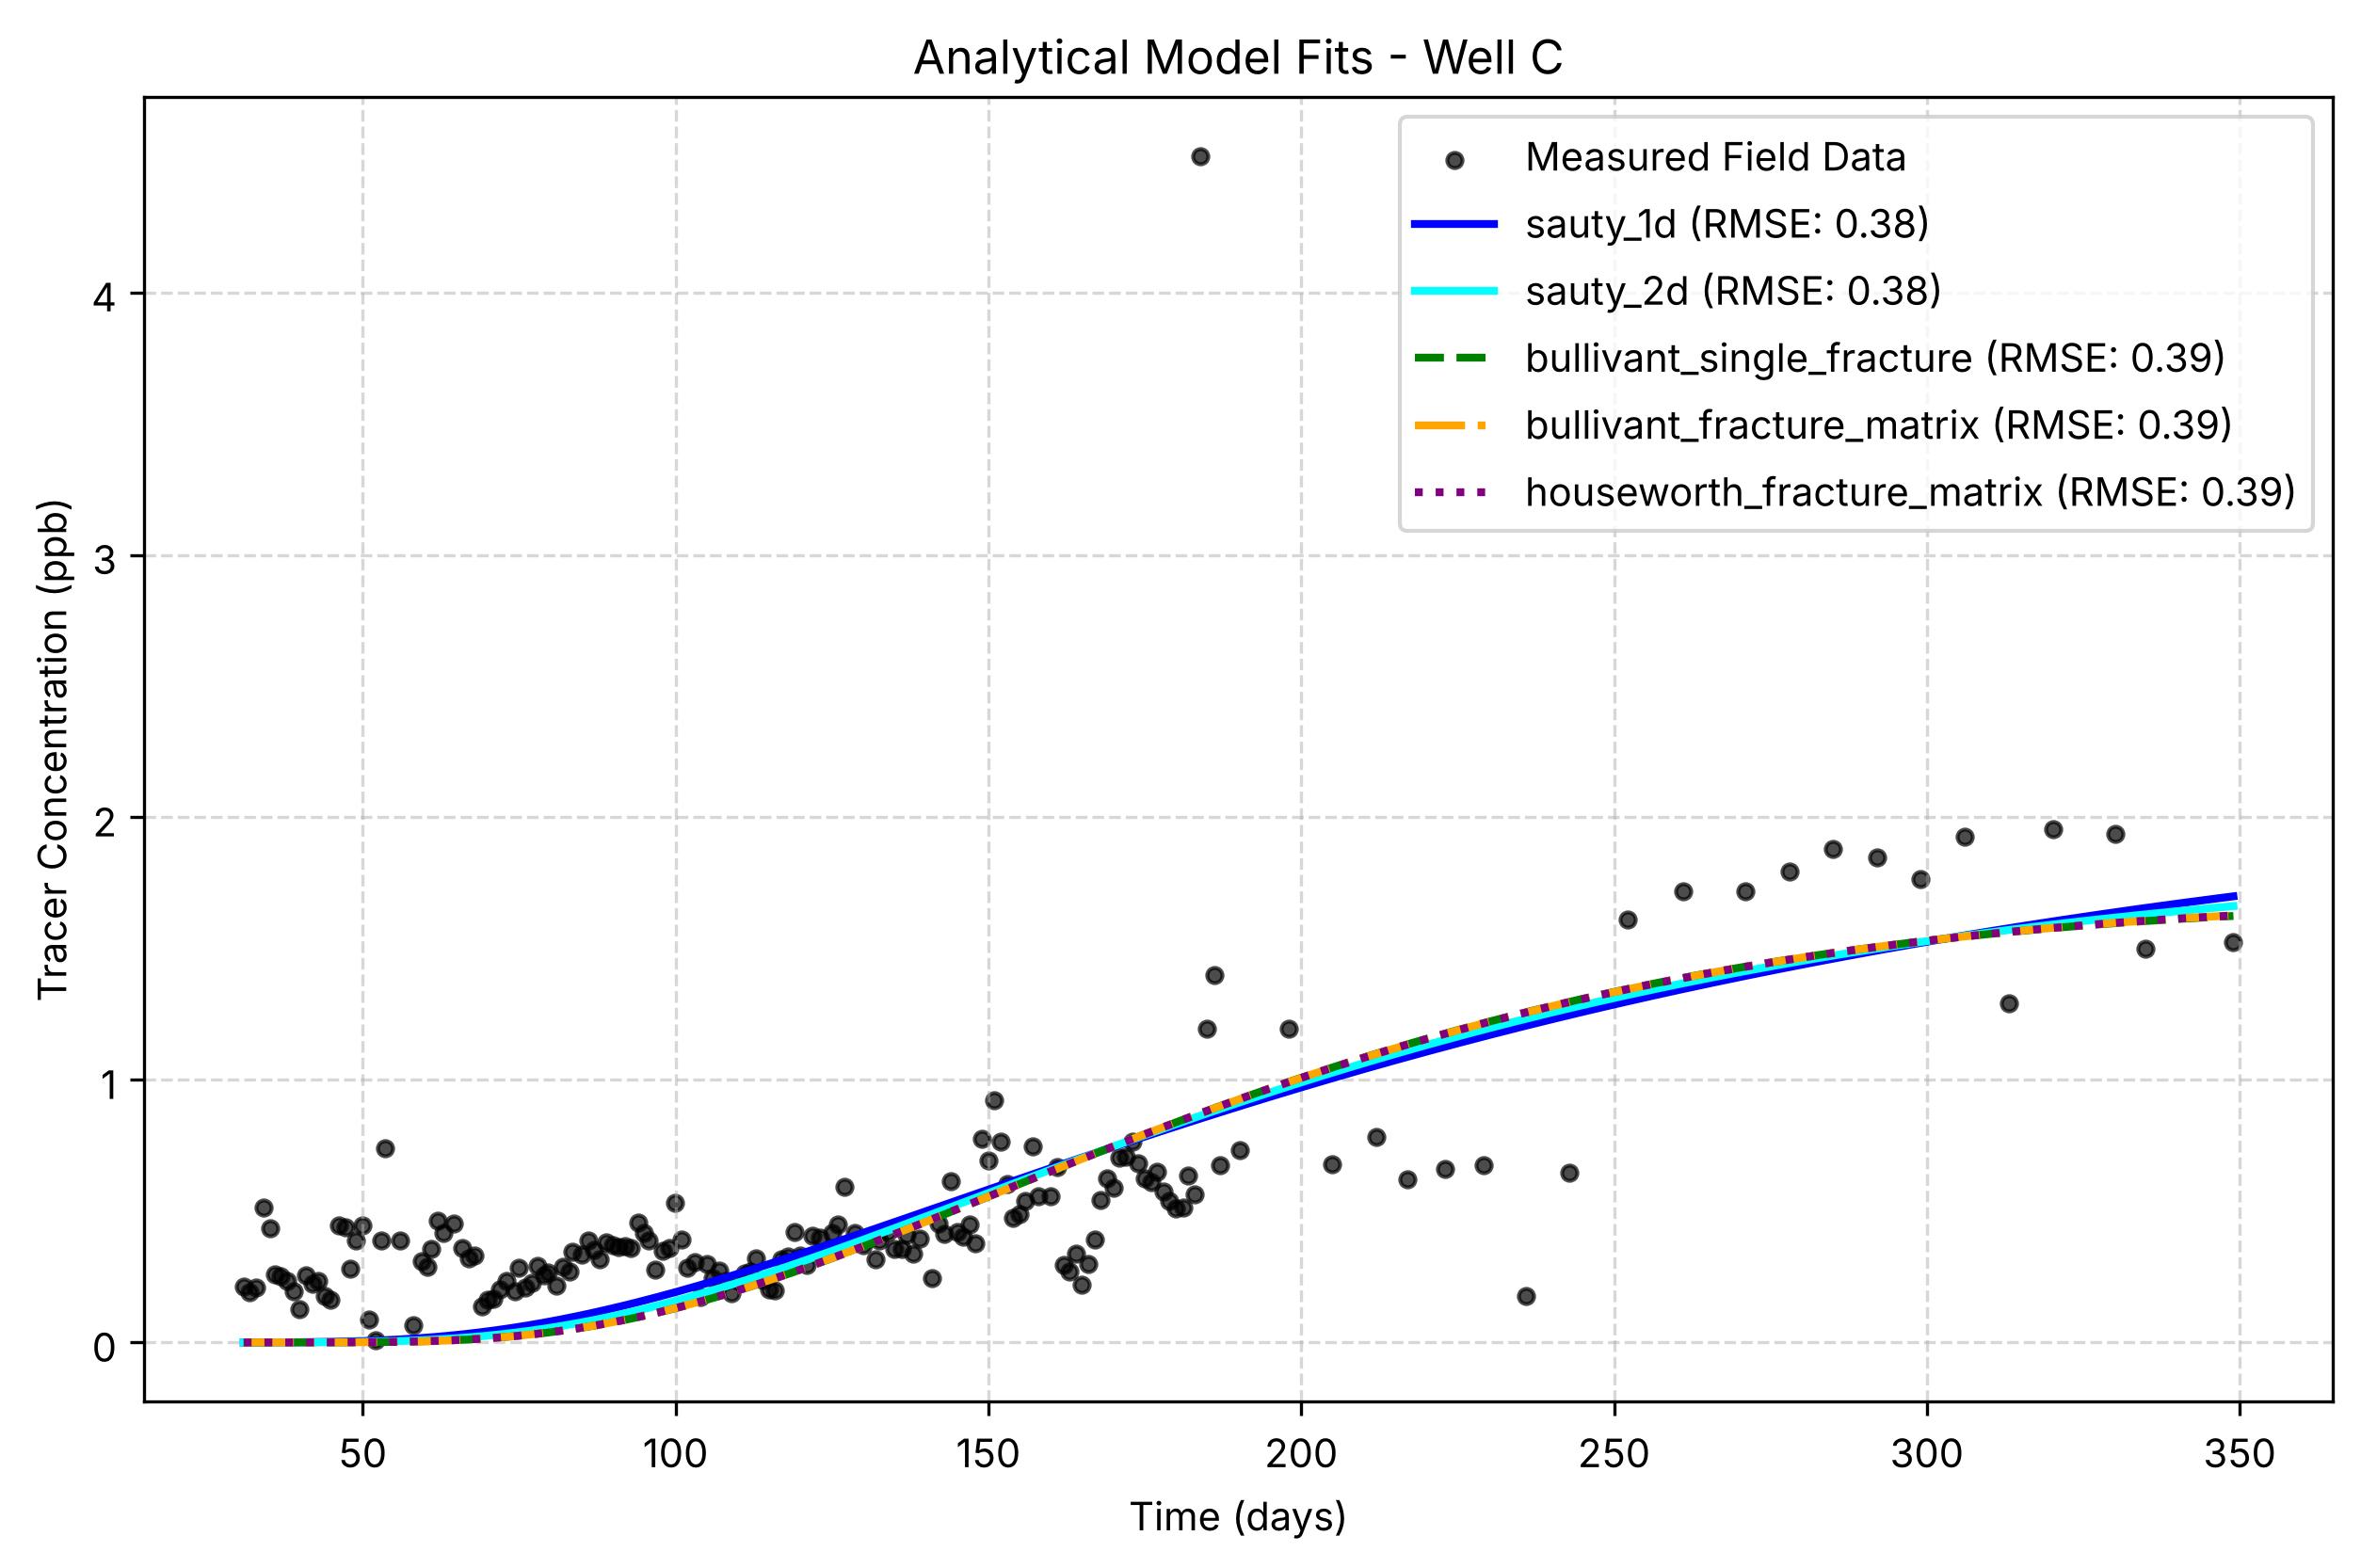 Analytical Model Fits - Well C
Measured Field Data
sauty_1d (RMSE: 0.38)
sauty_2d (RMSE: 0.38)
bullivant_single_fracture (RMSE: 0.39)
bullivant_fracture_matrix (RMSE: 0.39)
houseworth_fracture_matrix (RMSE: 0.39)
Tracer Concentration (ppb)
4
3
2
1
0
50 100 150 200 250 300 350
Time (days)